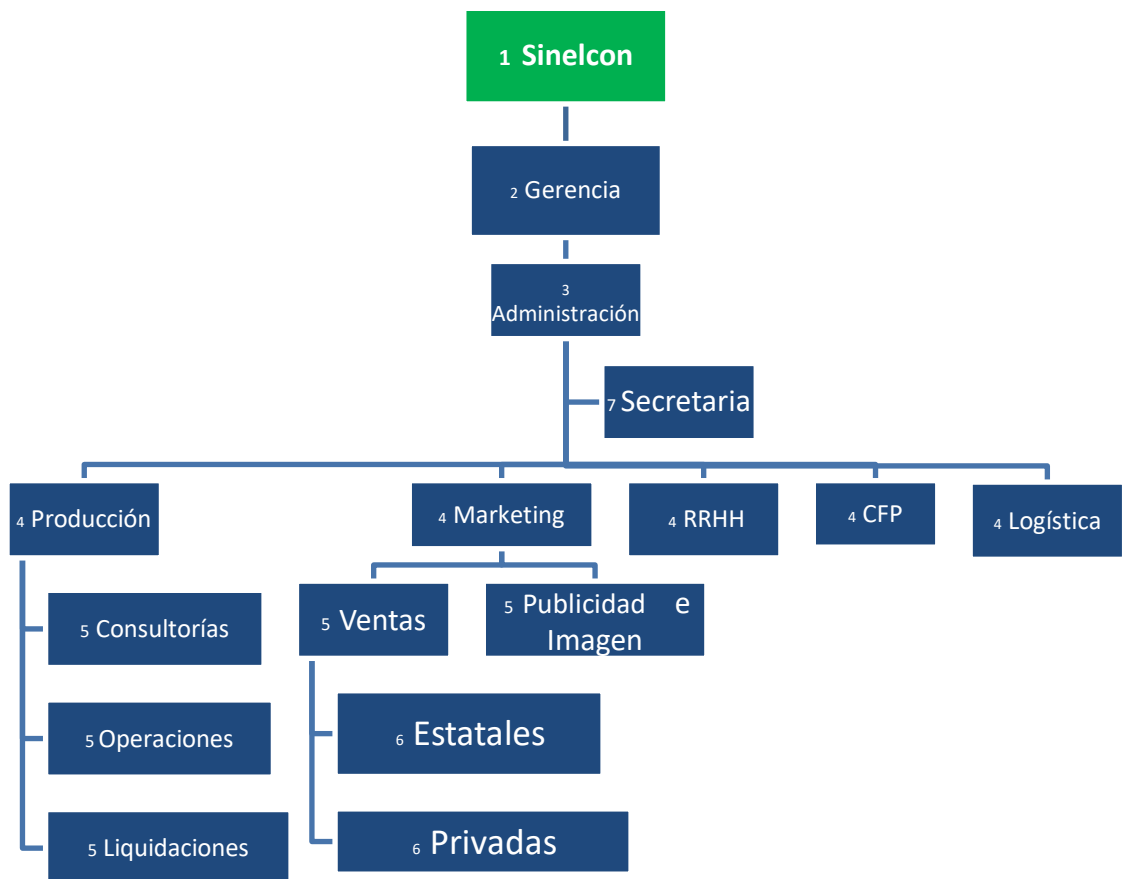 1 Sinelcon
2 Gerencia
3
Administración
7 Secretaria
4 Producción
4 Marketing
4 RRHH
4 CFP
4 Logística
5 Consultorías
5 Ventas
5 Publicidad e
Imagen
5 Operaciones
6 Estatales
5 Liquidaciones
6 Privadas